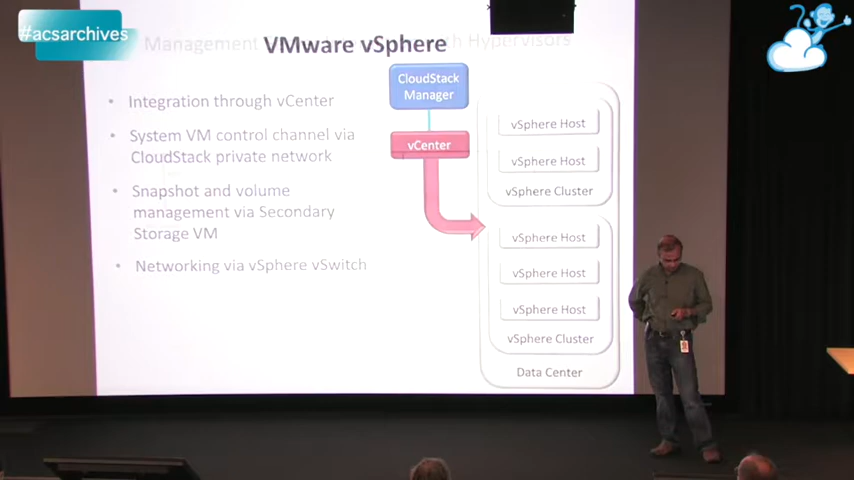 #acsarchives
Management
th Hypervisors
VMware vSphere
• Integration through vCenter
• System VM control channel via
CloudStack private network
• Snapshot and volume
management via Secondary
Storage VM
• Networking via vSphere vSwitch
CloudStack
Manager
vCenter
vSphere Host
vSphere Host
vSphere Cluster
vSphere Host
vSphere Host
vSphere Host
vSphere Cluster
Data Center